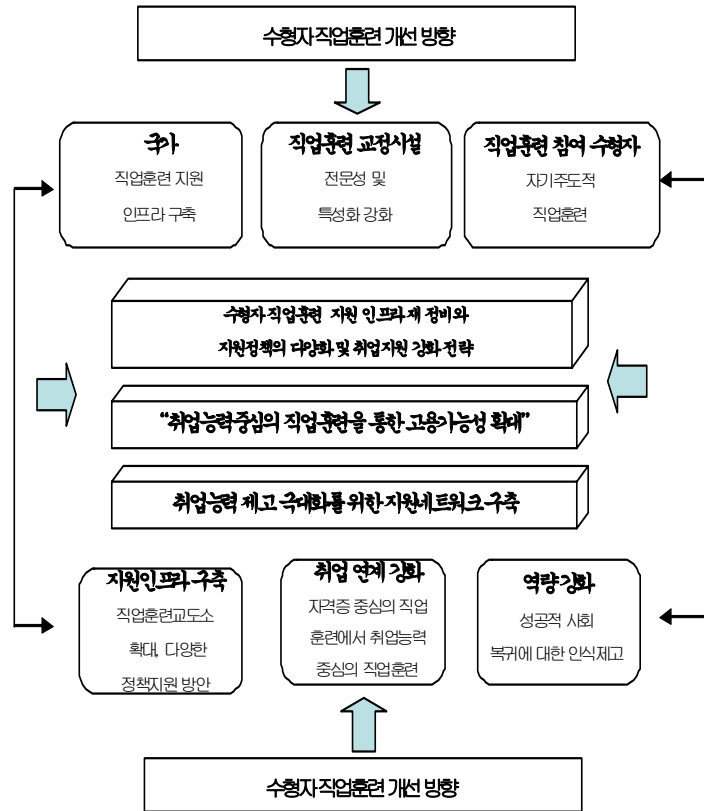 수형자 직업훈련 개선 방향
국가
직업훈련 지원
인프라 구축
직업훈련 교정시설
전문성 및
특성화 강화
직업훈련 참여 수형자
자기주도적
직업훈련
수형자 직업훈련 지원 인프라 재 정비와
지원정책의 다양화 및 취업지원 강화 전략
“취업능력중심의 직업훈련을 통한 고용가능성 확대”
취업능력 제고 극대화를 위한 지원네트워크 구축
지원인프라 구축
직업훈련교도소
확대, 다양한
정책지원 방안
취업 연계 강화
자격증 중심의 직업
훈련에서 취업능력
중심의 직업훈련
역량 강화
성공적 사회
복귀에 대한 인식제고
수형자 직업훈련 개선 방향